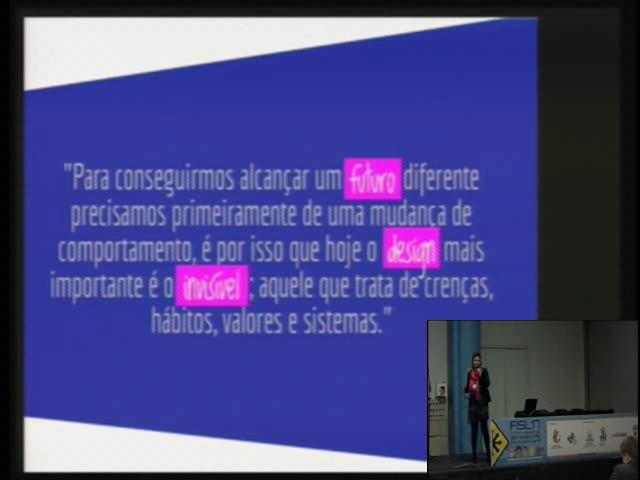 "Para conseguirmos alcançar um futuro diferente
precisamos primeiramente de uma mudança de
comportamento, é por isso que hoje o design mais
importante é o invisível; aquele que trata de crenças,
hábitos, valores e sistemas."
FISL17